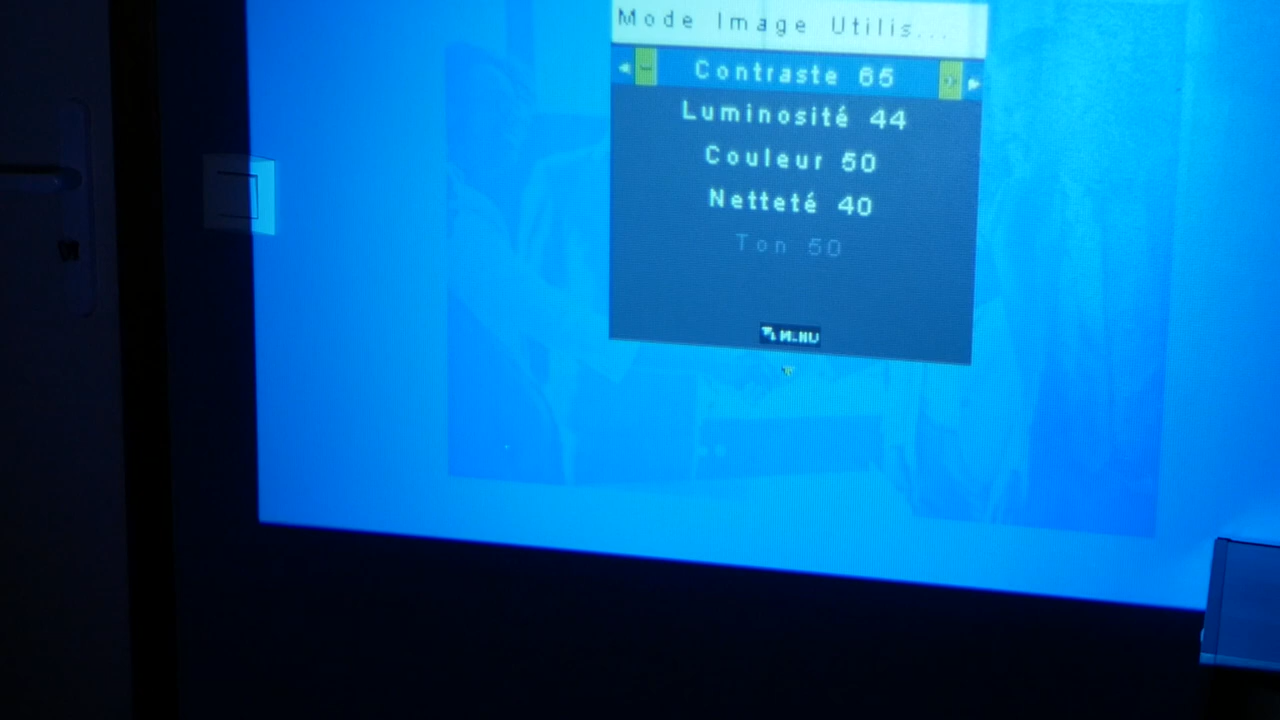 Mode Image Utilis...
Contraste 65
Luminosité 44
Couleur 50
Netteté 40
Ton 50
MENU